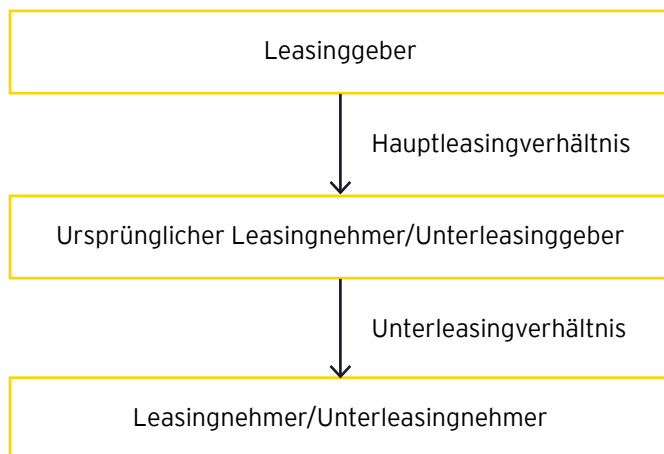 Leasinggeber
Hauptleasingverhältnis
Ursprünglicher Leasingnehmer/Unterleasinggeber
Unterleasingverhältnis
Leasingnehmer/Unterleasingnehmer